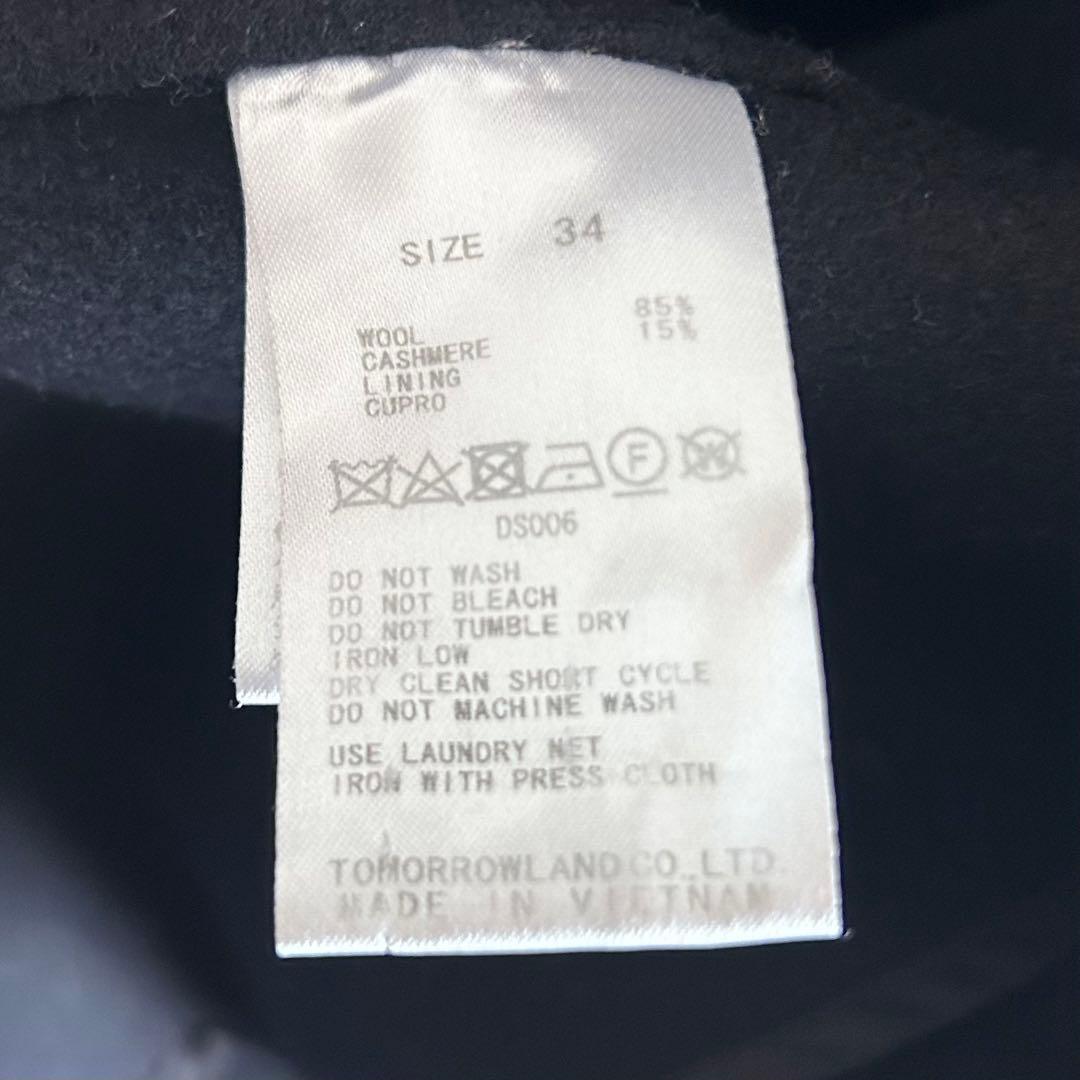 SIZE 34
WOOL 85%
CASHMERE 15%
LINING
CUPRO
F W
DS006
DO NOT WASH
DO NOT BLEACH
DO NOT TUMBLE DRY
IRON LOW
DRY CLEAN SHORT CYCLE
DO NOT MACHINE WASH
USE LAUNDRY NET
IRON WITH PRESS CLOTH
TOMORROWLAND CO.,LTD.
MADE IN VIETNAM